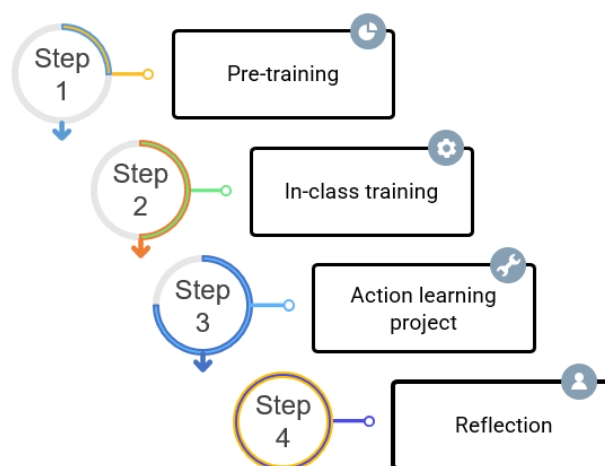 Step
1
Pre-training
Step
2
In-class training
Step
3
Action learning
project
Step
4
Reflection